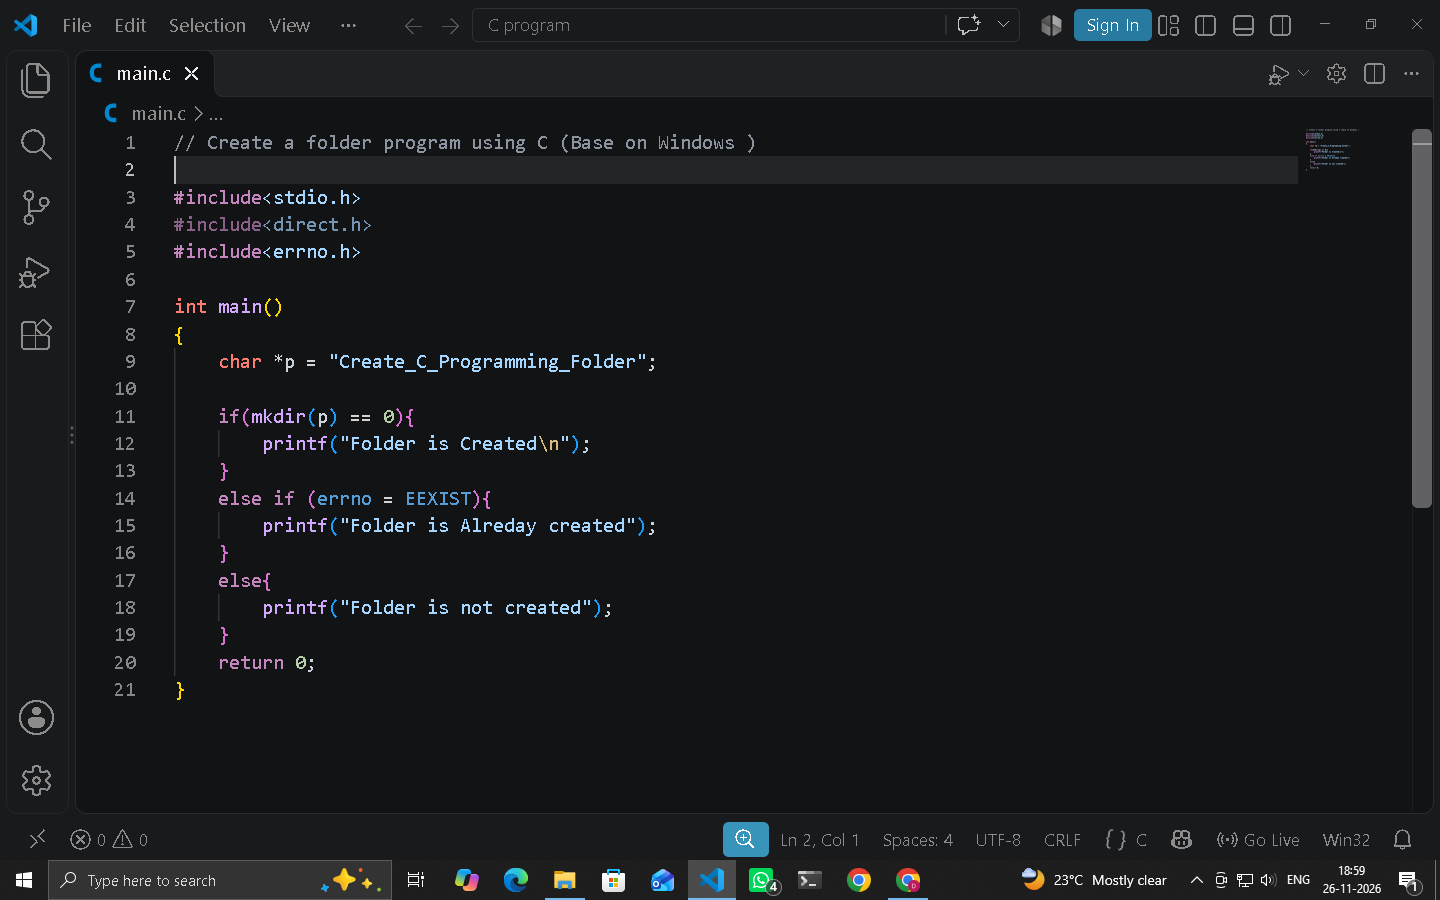 File Edit Selection View ··· C program Sign In
main.c
main.c > ...
1 // Create a folder program using C (Base on Windows )
2
3 #include<stdio.h>
4 #include<direct.h>
5 #include<errno.h>
6
7 int main()
8 {
9     char *p = "Create_C_Programming_Folder";
10
11     if(mkdir(p) == 0){
12         printf("Folder is Created\n");
13     }
14     else if (errno = EEXIST){
15         printf("Folder is Alreday created");
16     }
17     else{
18         printf("Folder is not created");
19     }
20     return 0;
21 }
0 0 Ln 2, Col 1 Spaces: 4 UTF-8 CRLF {} C Go Live Win32
Type here to search 4 23°C Mostly clear ENG 18:59 1
26-11-2026